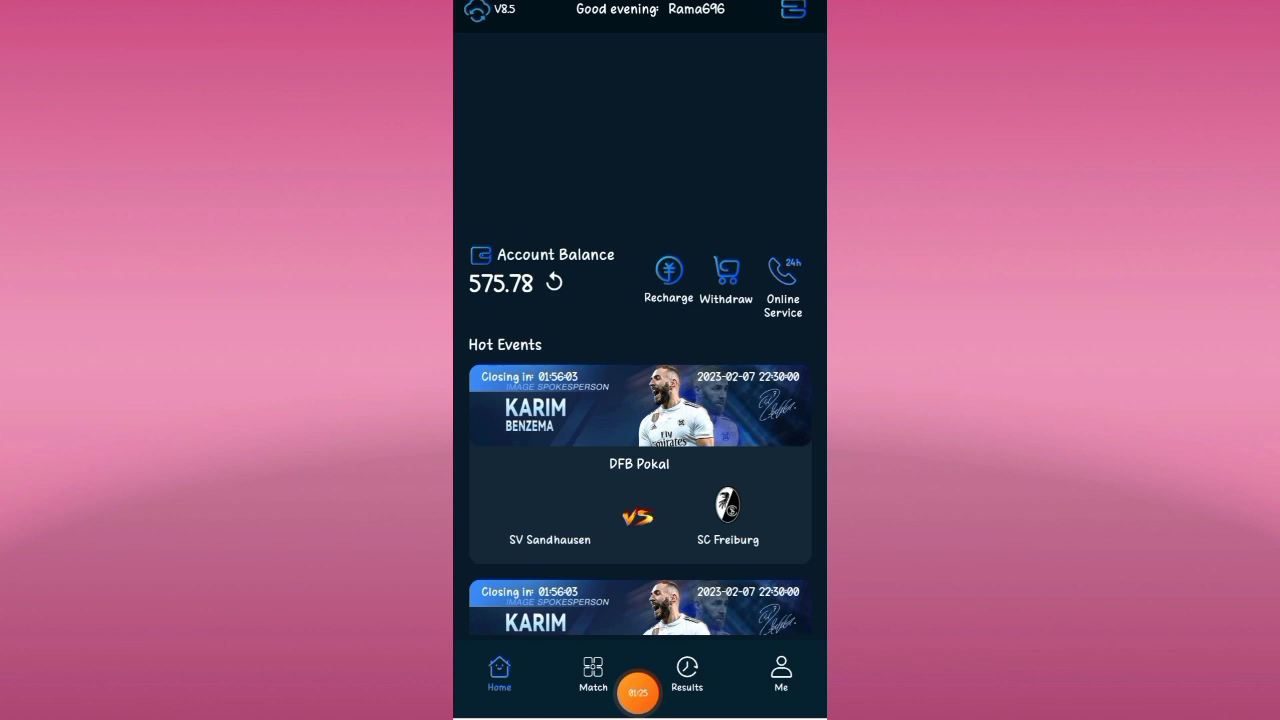 V8.5
Good evening: Rama696
Account Balance
575.78
Recharge
Withdraw
24h
Online
Service
Hot Events
Closing in: 01:56:03
2023-02-07 22:30:00
IMAGE SPOKESPERSON
KARIM
BENZEMA
Fly
Emirates
DFB Pokal
VS
SV Sandhausen
SC Freiburg
Closing in: 01:56:03
2023-02-07 22:30:00
IMAGE SPOKESPERSON
KARIM
Home
Match
01:25
Results
Me